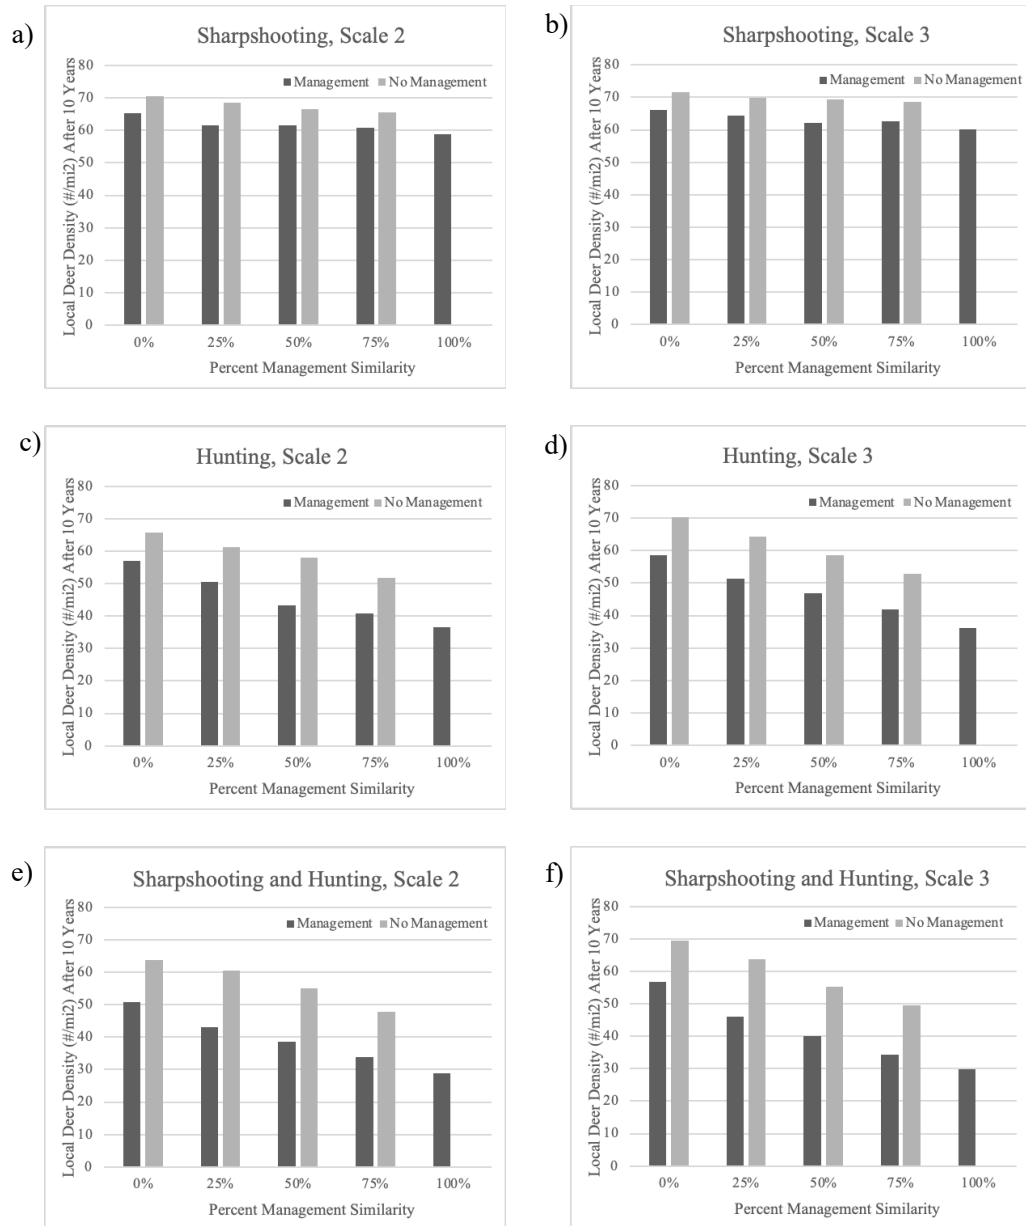 a)
Sharpshooting, Scale 2
Management No Management
Local Deer Density (#/mi2) After 10 Years
80
70
60
50
40
30
20
10
0
0% 25% 50% 75% 100%
Percent Management Similarity
b)
Sharpshooting, Scale 3
Management No Management
Local Deer Density (#/mi2) After 10 Years
80
70
60
50
40
30
20
10
0
0% 25% 50% 75% 100%
Percent Management Similarity
c)
Hunting, Scale 2
Management No Management
Local Deer Density (#/mi2) After 10 Years
80
70
60
50
40
30
20
10
0
0% 25% 50% 75% 100%
Percent Management Similarity
d)
Hunting, Scale 3
Management No Management
Local Deer Density (#/mi2) After 10 Years
80
70
60
50
40
30
20
10
0
0% 25% 50% 75% 100%
Percent Management Similarity
e)
Sharpshooting and Hunting, Scale 2
Management No Management
Local Deer Density (#/mi2) After 10 Years
80
70
60
50
40
30
20
10
0
0% 25% 50% 75% 100%
Percent Management Similarity
f)
Sharpshooting and Hunting, Scale 3
Management No Management
Local Deer Density (#/mi2) After 10 Years
80
70
60
50
40
30
20
10
0
0% 25% 50% 75% 100%
Percent Management Similarity